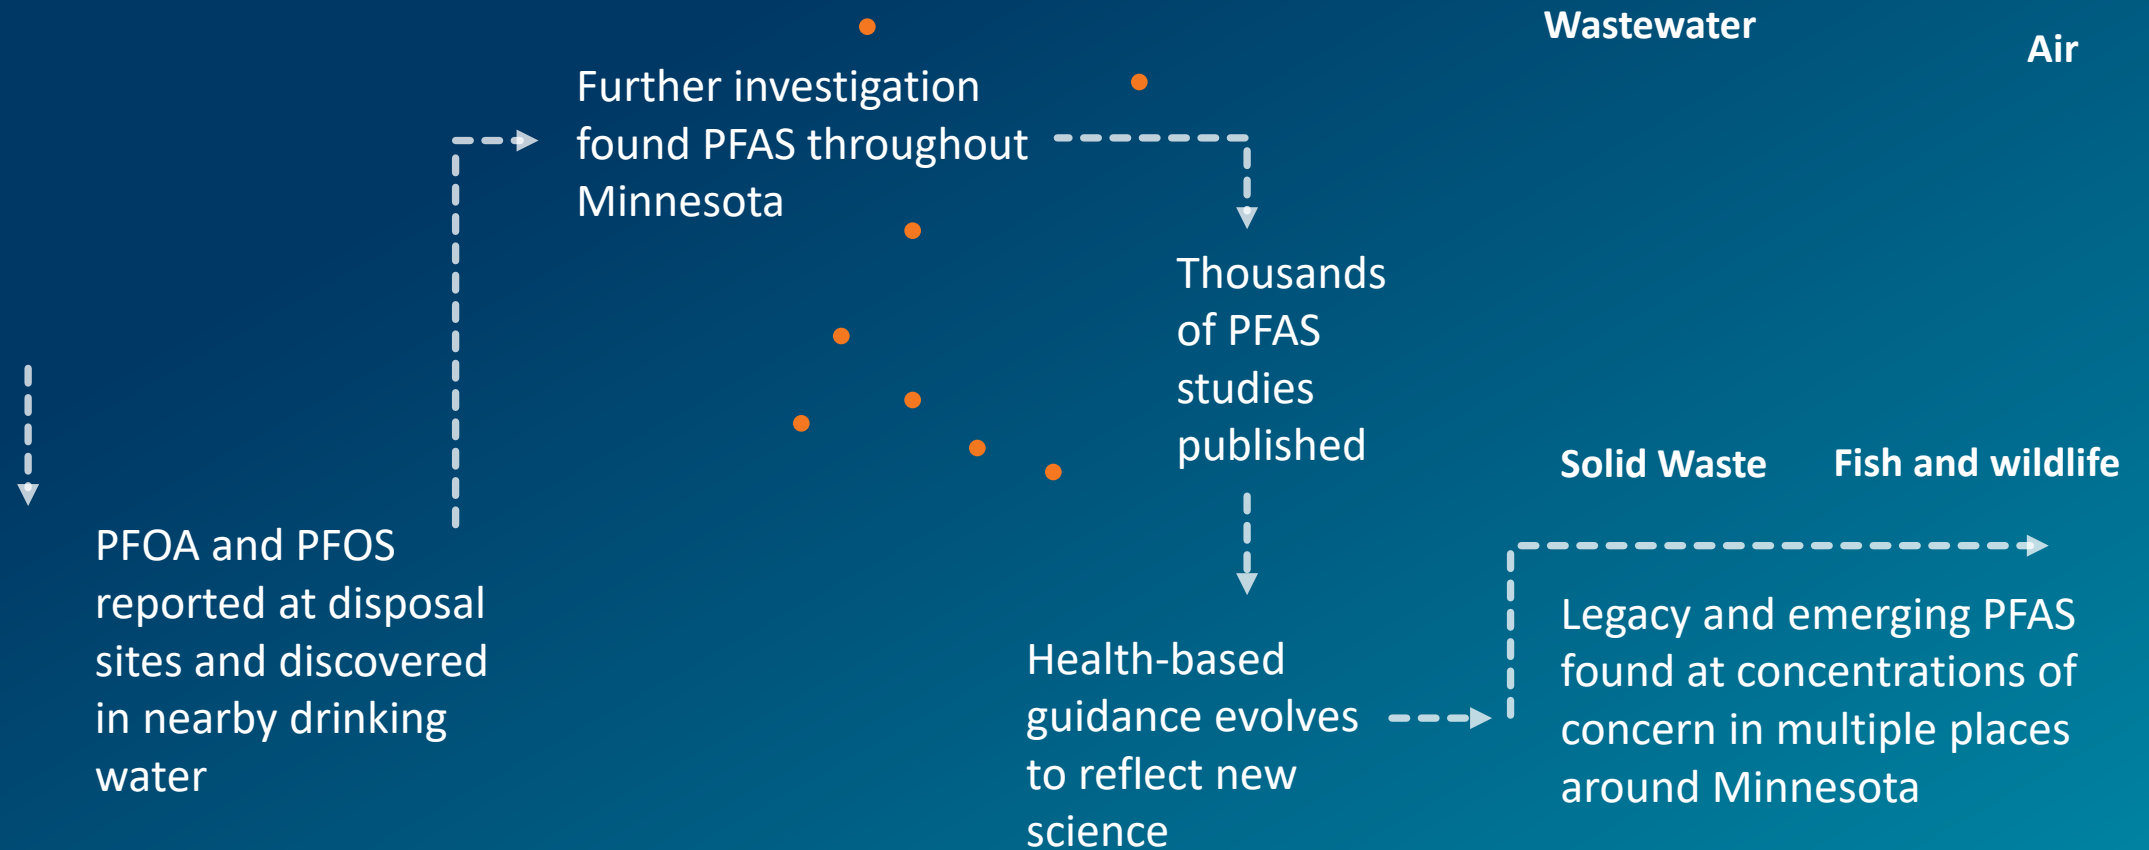 PFOA and PFOS
reported at disposal
sites and discovered
in nearby drinking
water
Further investigation
found PFAS throughout
Minnesota
Thousands
of PFAS
studies
published
Health-based
guidance evolves
to reflect new
science
Wastewater
Air
Solid Waste
Fish and wildlife
Legacy and emerging PFAS
found at concentrations of
concern in multiple places
around Minnesota